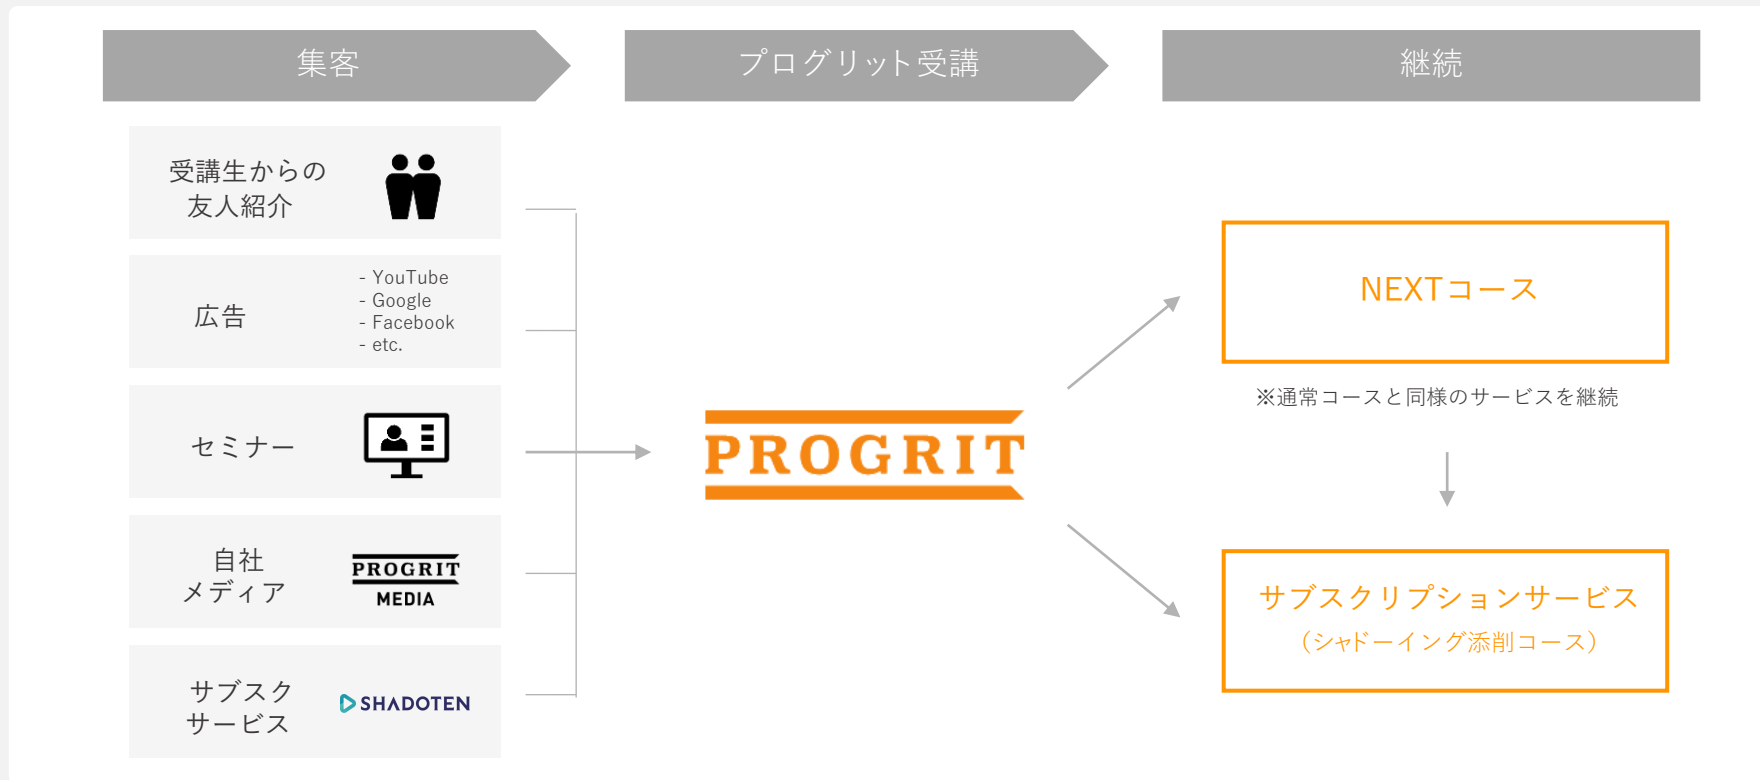 集客
プログリット受講
継続
受講生からの
友人紹介
広告
- YouTube
- Google
- Facebook
- etc.
セミナー
自社
メディア
PROGRIT
MEDIA
サブスク
サービス
SHADOTEN
PROGRIT
NEXTコース
※通常コースと同様のサービスを継続
サブスクリプションサービス
（シャドーイング添削コース）